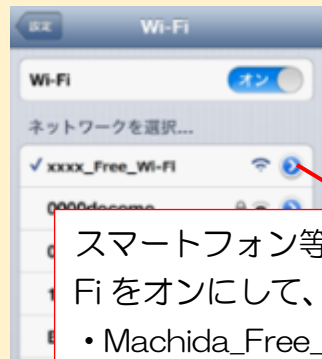 設定
Wi-Fi
Wi-Fi
オン
ネットワークを選択...
✓ xxxx_Free_Wi-Fi
0000docomo
スマートフォン等
Fi をオンにして、
・Machida_Free_